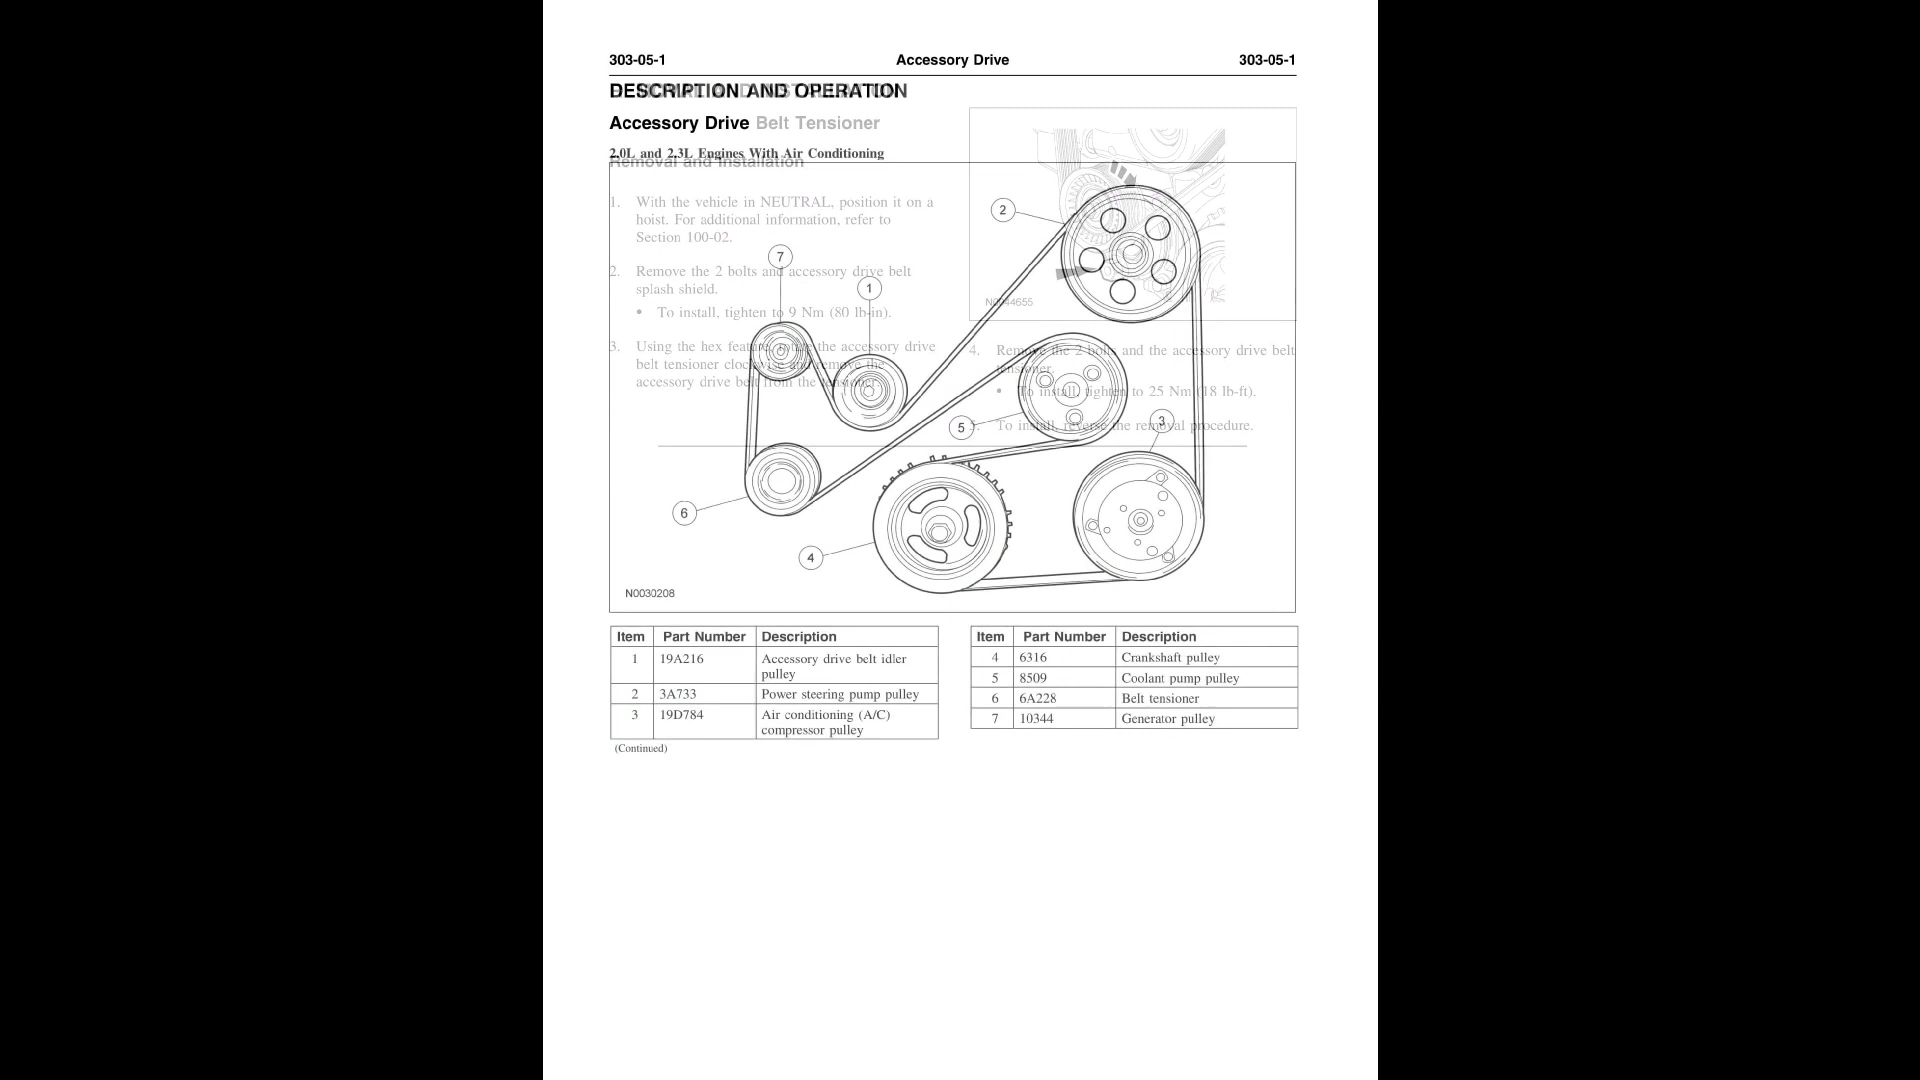 303-05-1 Accessory Drive 303-05-1
DESCRIPTION AND OPERATION
Accessory Drive Belt Tensioner
2.0L and 2.3L Engines With Air Conditioning
Removal and Installation
1. With the vehicle in NEUTRAL, position it on a
hoist. For additional information, refer to
Section 100-02.
2. Remove the 2 bolts and accessory drive belt
splash shield.
• To install, tighten to 9 Nm (80 lb-in).
3. Using the hex feature, rotate the accessory drive
belt tensioner clockwise and remove the
accessory drive belt from the tensioner.
N0044655
4. Remove the 2 bolts and the accessory drive belt
tensioner.
• To install, tighten to 25 Nm (18 lb-ft).
5. To install, reverse the removal procedure.
2
7
1
5
3
6
4
N0030208
Item Part Number Description
1 19A216 Accessory drive belt idler
pulley
2 3A733 Power steering pump pulley
3 19D784 Air conditioning (A/C)
compressor pulley
(Continued)
Item Part Number Description
4 6316 Crankshaft pulley
5 8509 Coolant pump pulley
6 6A228 Belt tensioner
7 10344 Generator pulley